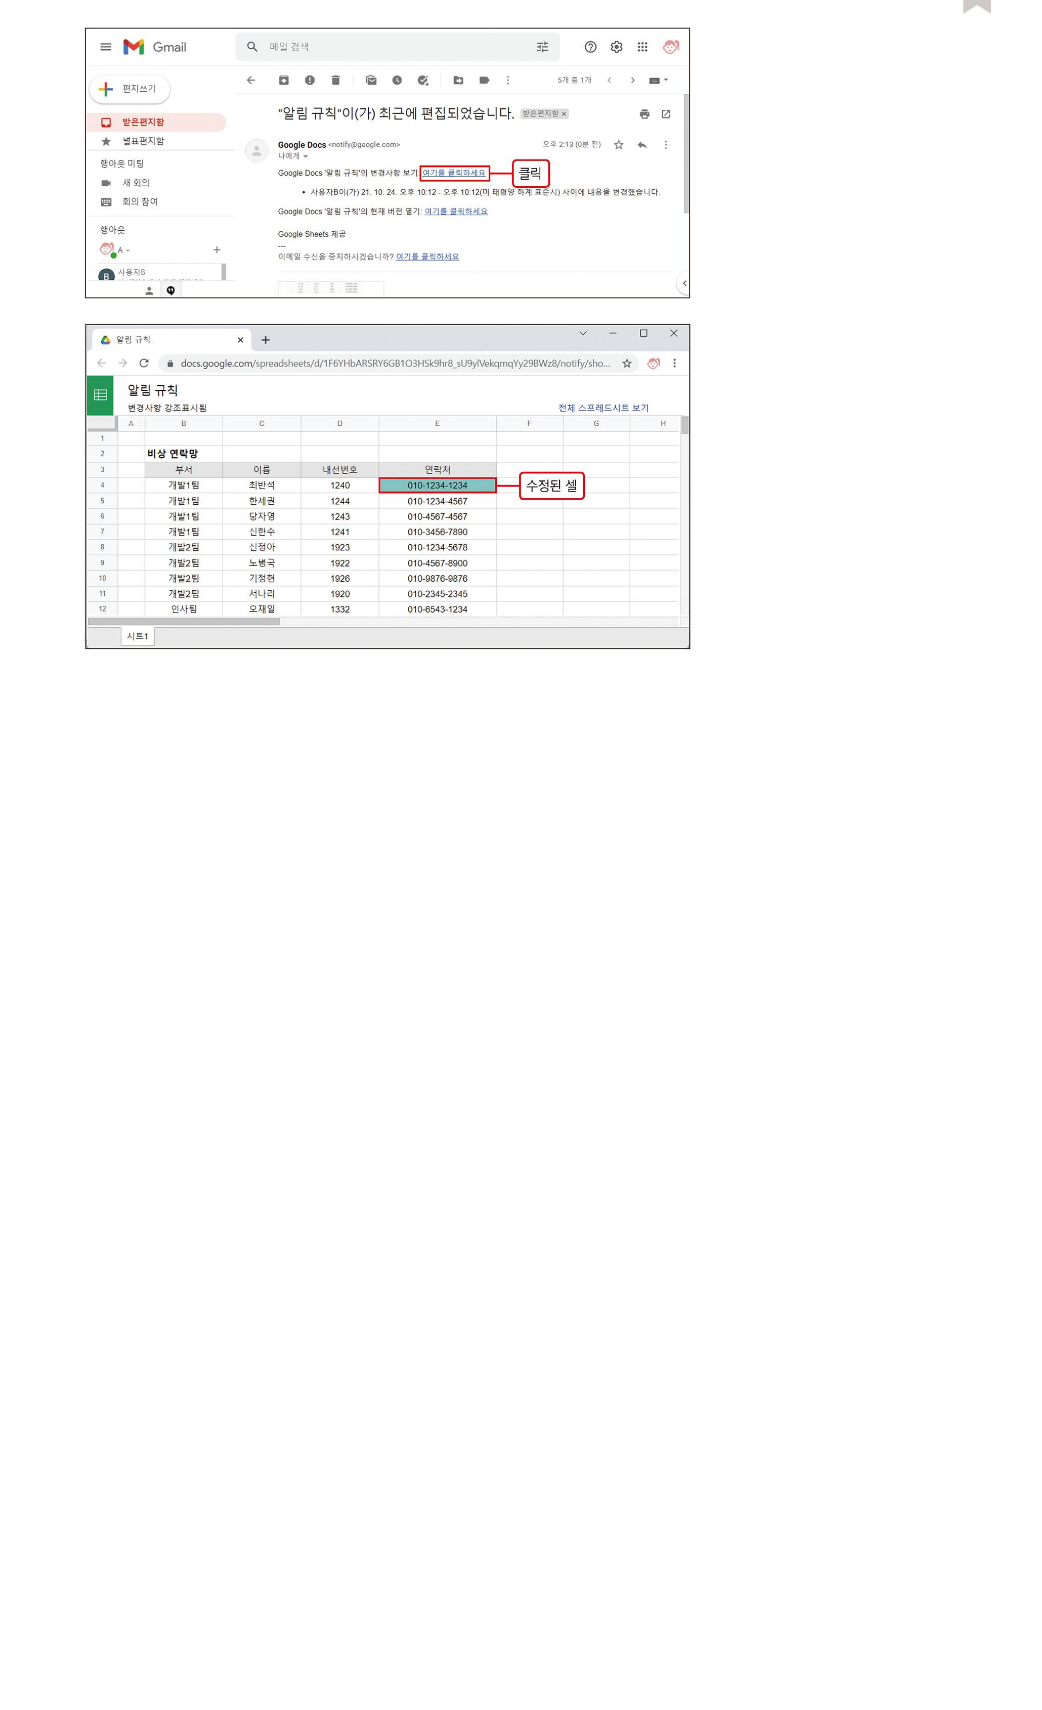 Gmail
메일 검색
편지쓰기
5개 중 1개
받은편지함
별표편지함
행아웃 미팅
새 회의
회의 참여
행아웃
A
사용자B
B
"알림 규칙"이(가) 최근에 편집되었습니다. 받은편지함 ×
Google Docs <notify@google.com>
오후 2:13 (0분 전)
나에게
Google Docs '알림 규칙'의 변경사항 보기: 여기를 클릭하세요
클릭
• 사용자B이(가) 21. 10. 24. 오후 10:12 - 오후 10:12(미 태평양 하계 표준시) 사이에 내용을 변경했습니다.
Google Docs '알림 규칙'의 현재 버전 열기: 여기를 클릭하세요
Google Sheets 제공
---
이메일 수신을 중지하시겠습니까? 여기를 클릭하세요
알림 규칙
docs.google.com/spreadsheets/d/1F6YHbARSRY6GB1O3HSk9hr8_sU9ylVekqmqYy29BWz8/notify/sho...
알림 규칙
변경사항 강조표시됨
전체 스프레드시트 보기
A B C D E F G H
1
2 비상 연락망
3 부서 이름 내선번호 연락처
4 개발1팀 최반석 1240 010-1234-1234
수정된 셀
5 개발1팀 한세권 1244 010-1234-4567
6 개발1팀 당자영 1243 010-4567-4567
7 개발1팀 신한수 1241 010-3456-7890
8 개발2팀 신정아 1923 010-1234-5678
9 개발2팀 노병국 1922 010-4567-8900
10 개발2팀 기정현 1926 010-9876-9876
11 개발2팀 서나리 1920 010-2345-2345
12 인사팀 오재일 1332 010-6543-1234
시트1